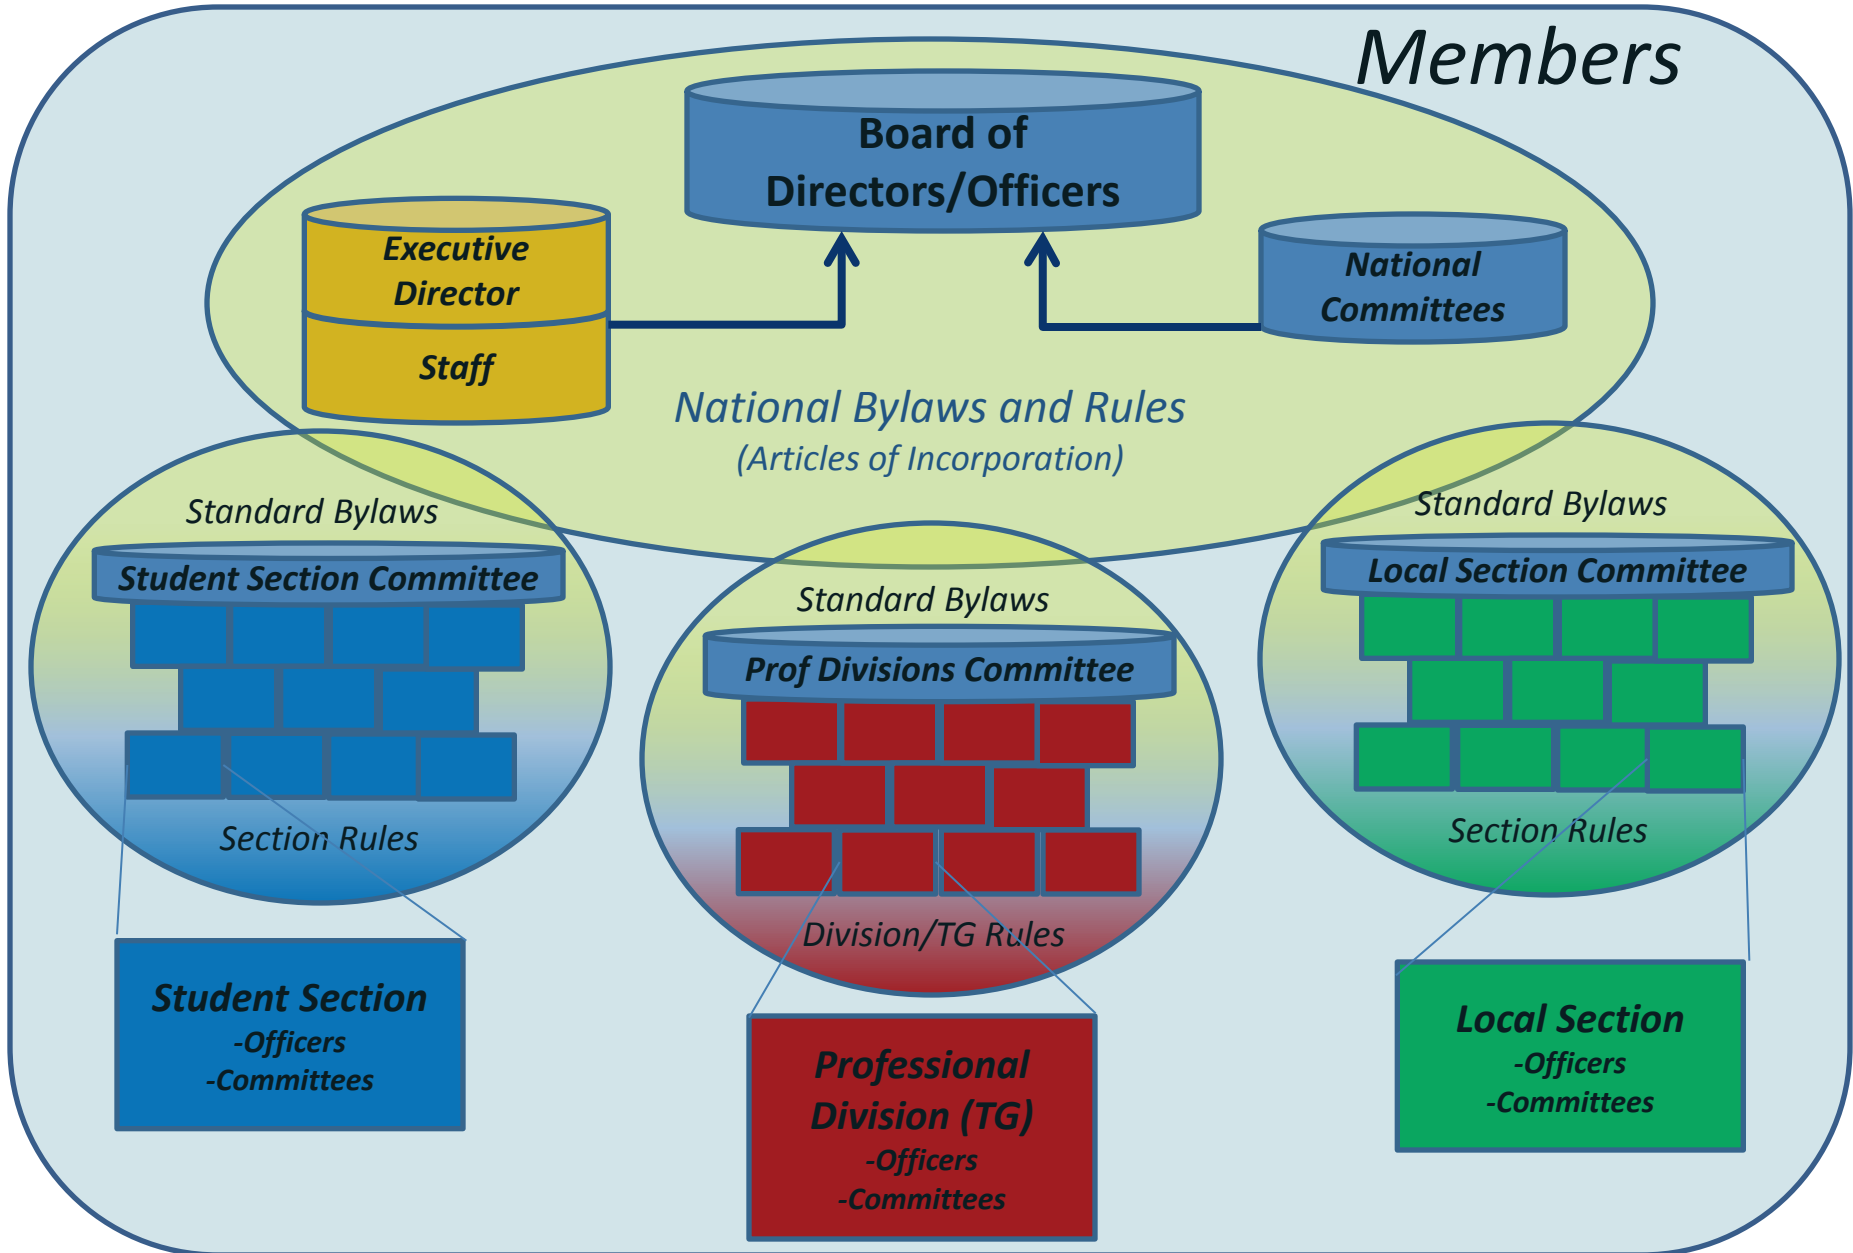 Members
Board of
Directors/Officers
Executive
Director
Staff
National
Committees
National Bylaws and Rules
(Articles of Incorporation)
Standard Bylaws
Student Section Committee
Section Rules
Student Section
-Officers
-Committees
Standard Bylaws
Prof Divisions Committee
Division/TG Rules
Professional
Division (TG)
-Officers
-Committees
Standard Bylaws
Local Section Committee
Section Rules
Local Section
-Officers
-Committees